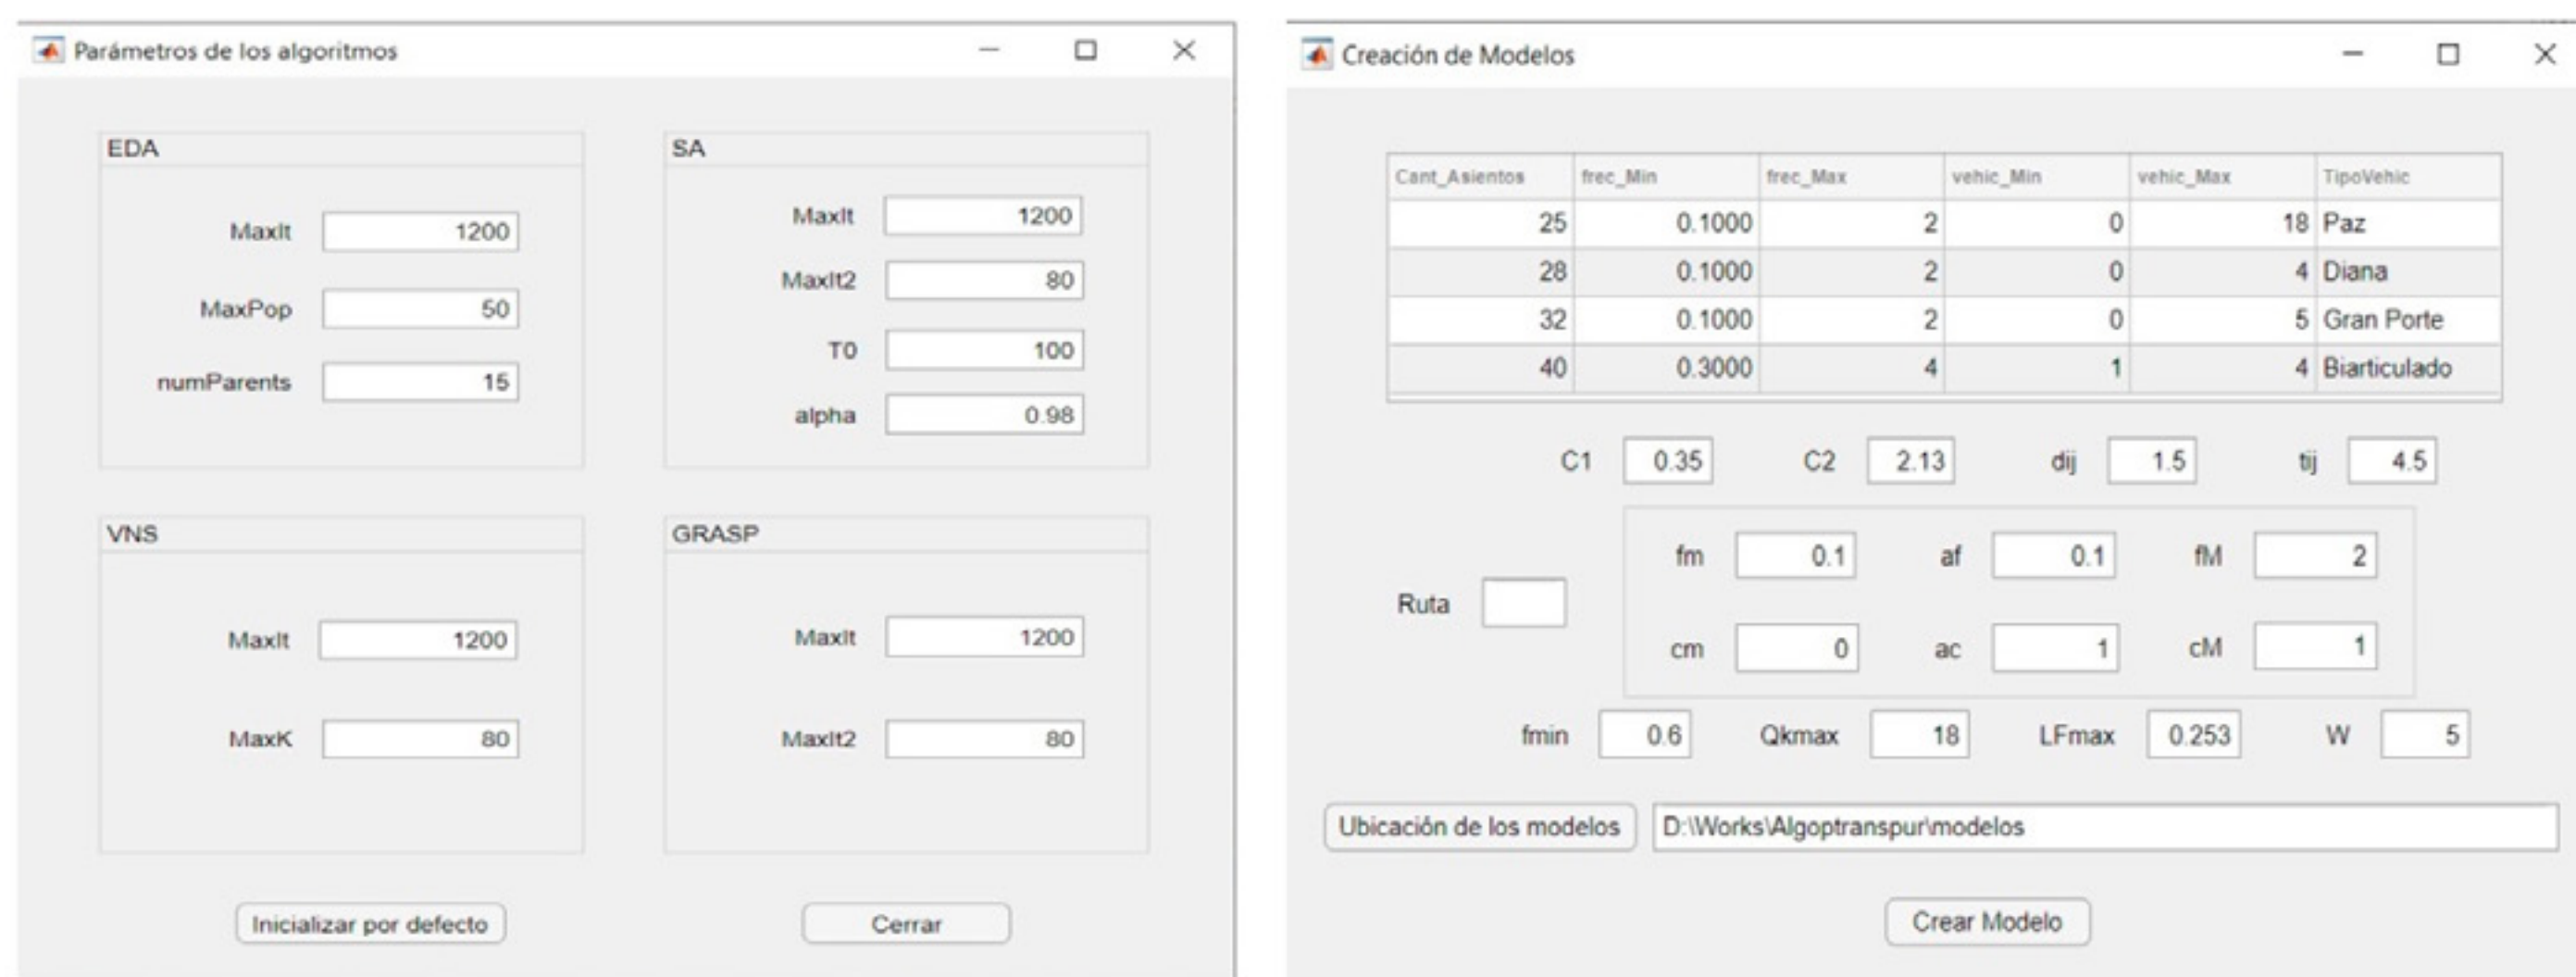 Parámetros de los algoritmos
EDA
MaxIt 1200
MaxPop 50
numParents 15
SA
MaxIt 1200
MaxIt2 80
T0 100
alpha 0.98
VNS
MaxIt 1200
MaxK 80
GRASP
MaxIt 1200
MaxIt2 80
Inicializar por defecto
Cerrar
Creación de Modelos
Cant_Asientos frec_Min frec_Max vehic_Min vehic_Max TipoVehic
25 0.1000 2 0 18 Paz
28 0.1000 2 0 4 Diana
32 0.1000 2 0 5 Gran Porte
40 0.3000 4 1 4 Biarticulado
C1 0.35 C2 2.13 dij 1.5 tij 4.5
fm 0.1 af 0.1 fM 2
Ruta
cm 0 ac 1 cM 1
fmin 0.6 Qkmax 18 LFmax 0.253 W 5
Ubicación de los modelos D:\Works\Algoptranspur\modelos
Crear Modelo